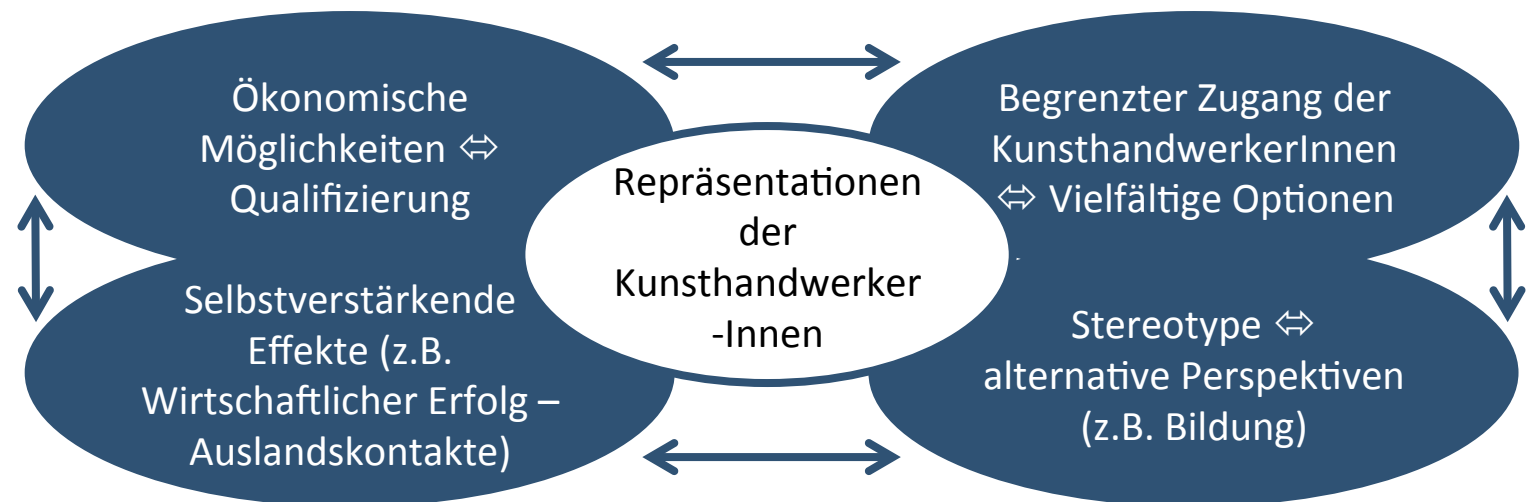 Ökonomische
Möglichkeiten ⬄
Qualifizierung
Begrenzter Zugang der
KunsthandwerkerInnen
⬄ Vielfältige Optionen
Repräsentationen
der
Kunsthandwerker
-Innen
Selbstverstärkende
Effekte (z.B.
Wirtschaftlicher Erfolg –
Auslandskontakte)
Stereotype ⬄
alternative Perspektiven
(z.B. Bildung)